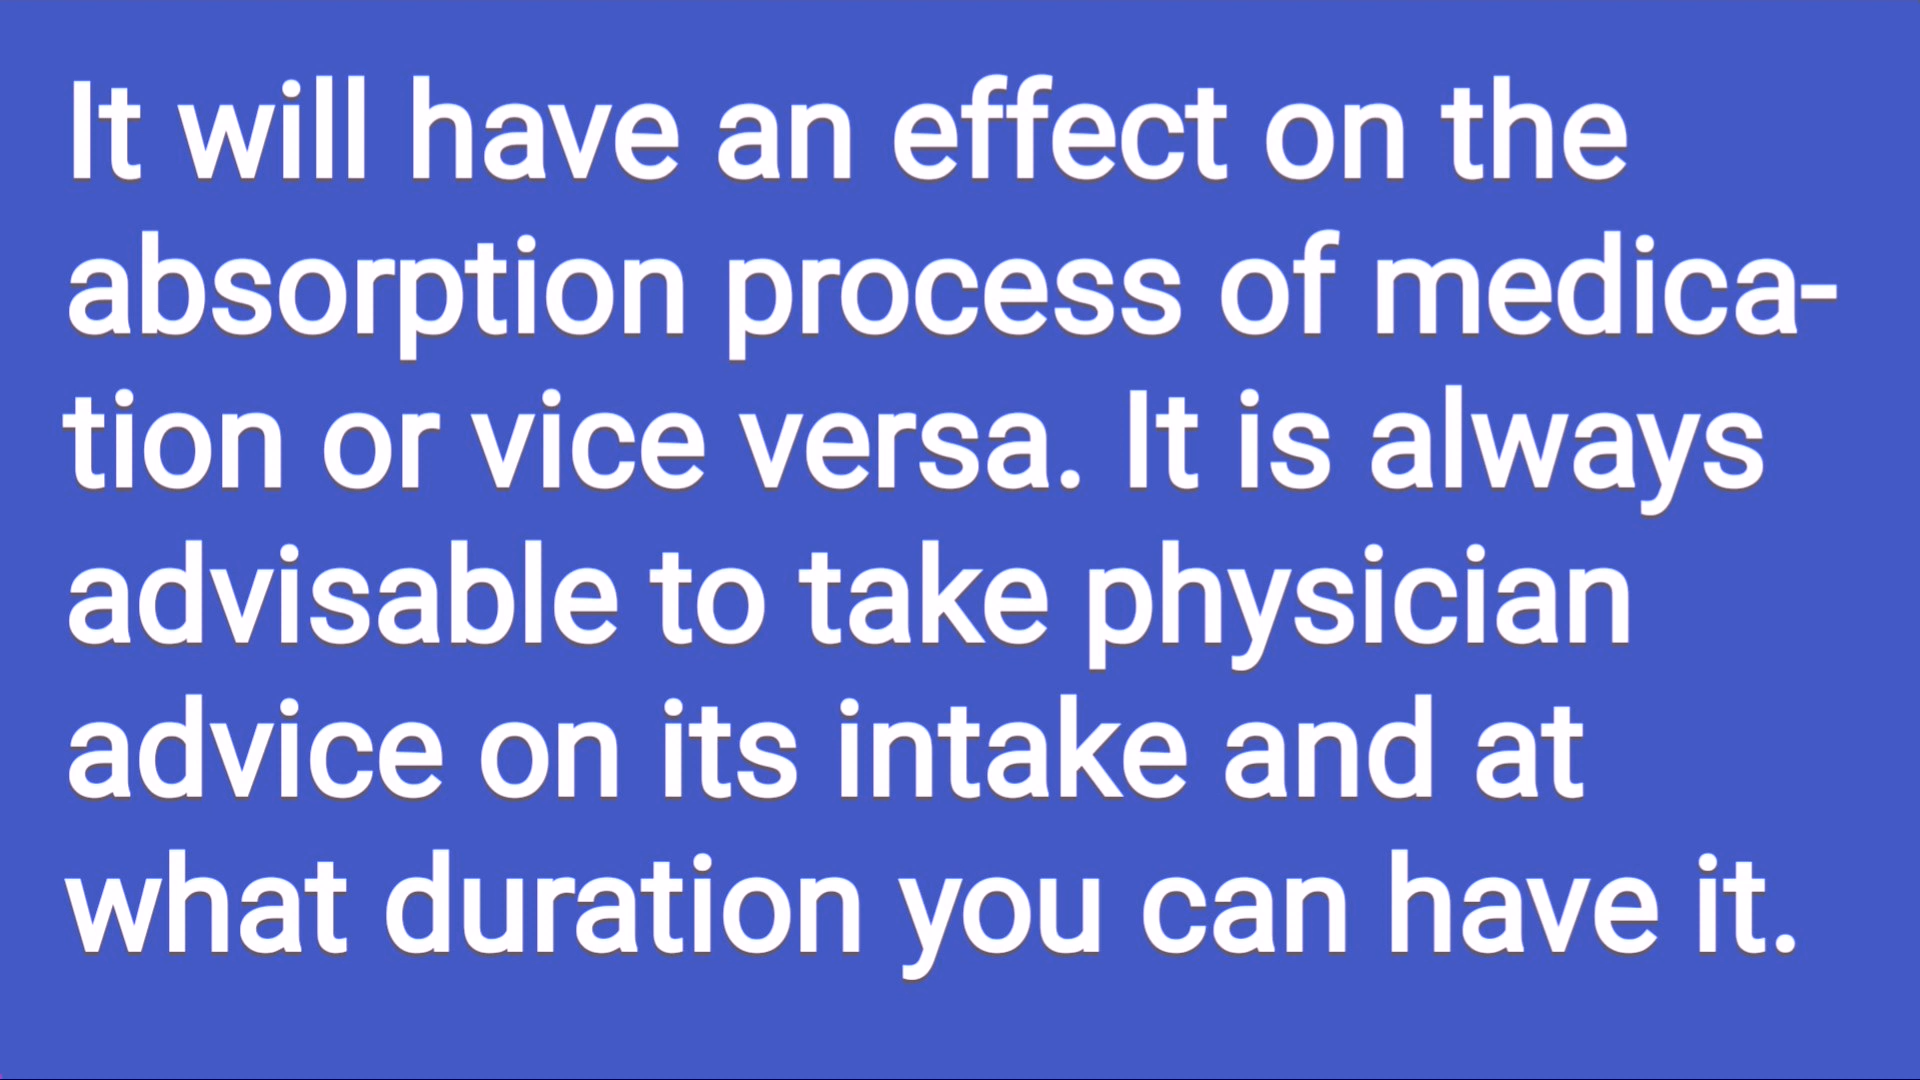 It will have an effect on the
absorption process of medica-
tion or vice versa. It is always
advisable to take physician
advice on its intake and at
what duration you can have it.